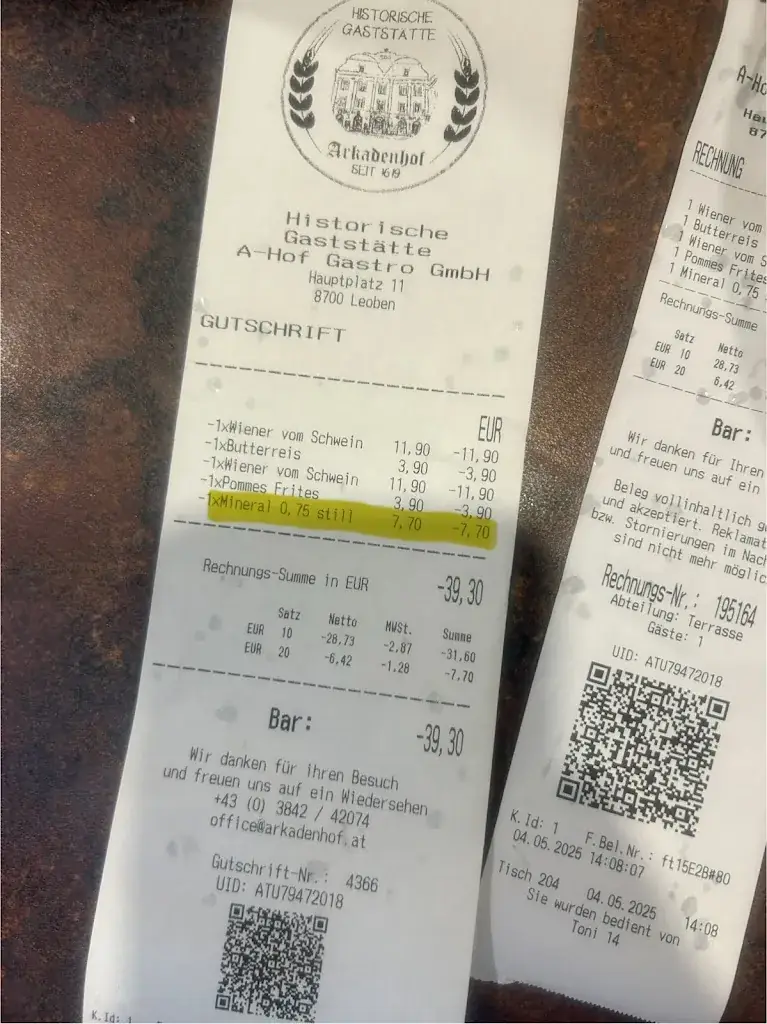 HISTORISCHE
GASTSTÄTTE
Arkadenhof
SEIT 1619
Historische
Gaststätte
A-Hof Gastro GmbH
Hauptplatz 11
8700 Leoben
GUTSCHRIFT
EUR
-1xWiener vom Schwein 11,90 -11,90
-1xButterreis 3,90 -3,90
-1xWiener vom Schwein 11,90 -11,90
-1xPommes Frites 3,90 -3,90
-1xMineral 0,75 still 7,70 -7,70
Rechnungs-Summe in EUR -39,30
Satz Netto MWSt. Summe
EUR 10 -28,73 -2,87 -31,60
EUR 20 -6,42 -1,28 -7,70
Bar: -39,30
Wir danken für Ihren Besuch
und freuen uns auf ein Wiedersehen
+43 (0) 3842 / 42074
office@arkadenhof.at
Gutschrift-Nr.: 4366
UID: ATU79472018
K.Id: 1
A-Ho
Hau
87
RECHNUNG
1 Wiener vom
1 Butterreis
1 Wiener vom S
1 Pommes Frites
1 Mineral 0,75
Rechnungs-Summe
Satz Netto
EUR 10 28,73
EUR 20 6,42
Bar:
Wir danken für Ihren
und freuen uns auf ein
Beleg vollinhaltlich g
und akzeptiert. Reklamat
bzw. Stornierungen im Nach
sind nicht mehr möglic
Rechnungs-Nr.: 195164
Abteilung: Terrasse
Gäste: 1
UID: ATU79472018
K.Id: 1 F.Bel.Nr.: ft15E2B#80
04.05.2025 14:08:07
Tisch 204 04.05.2025 14:08
Sie wurden bedient von
Toni 14